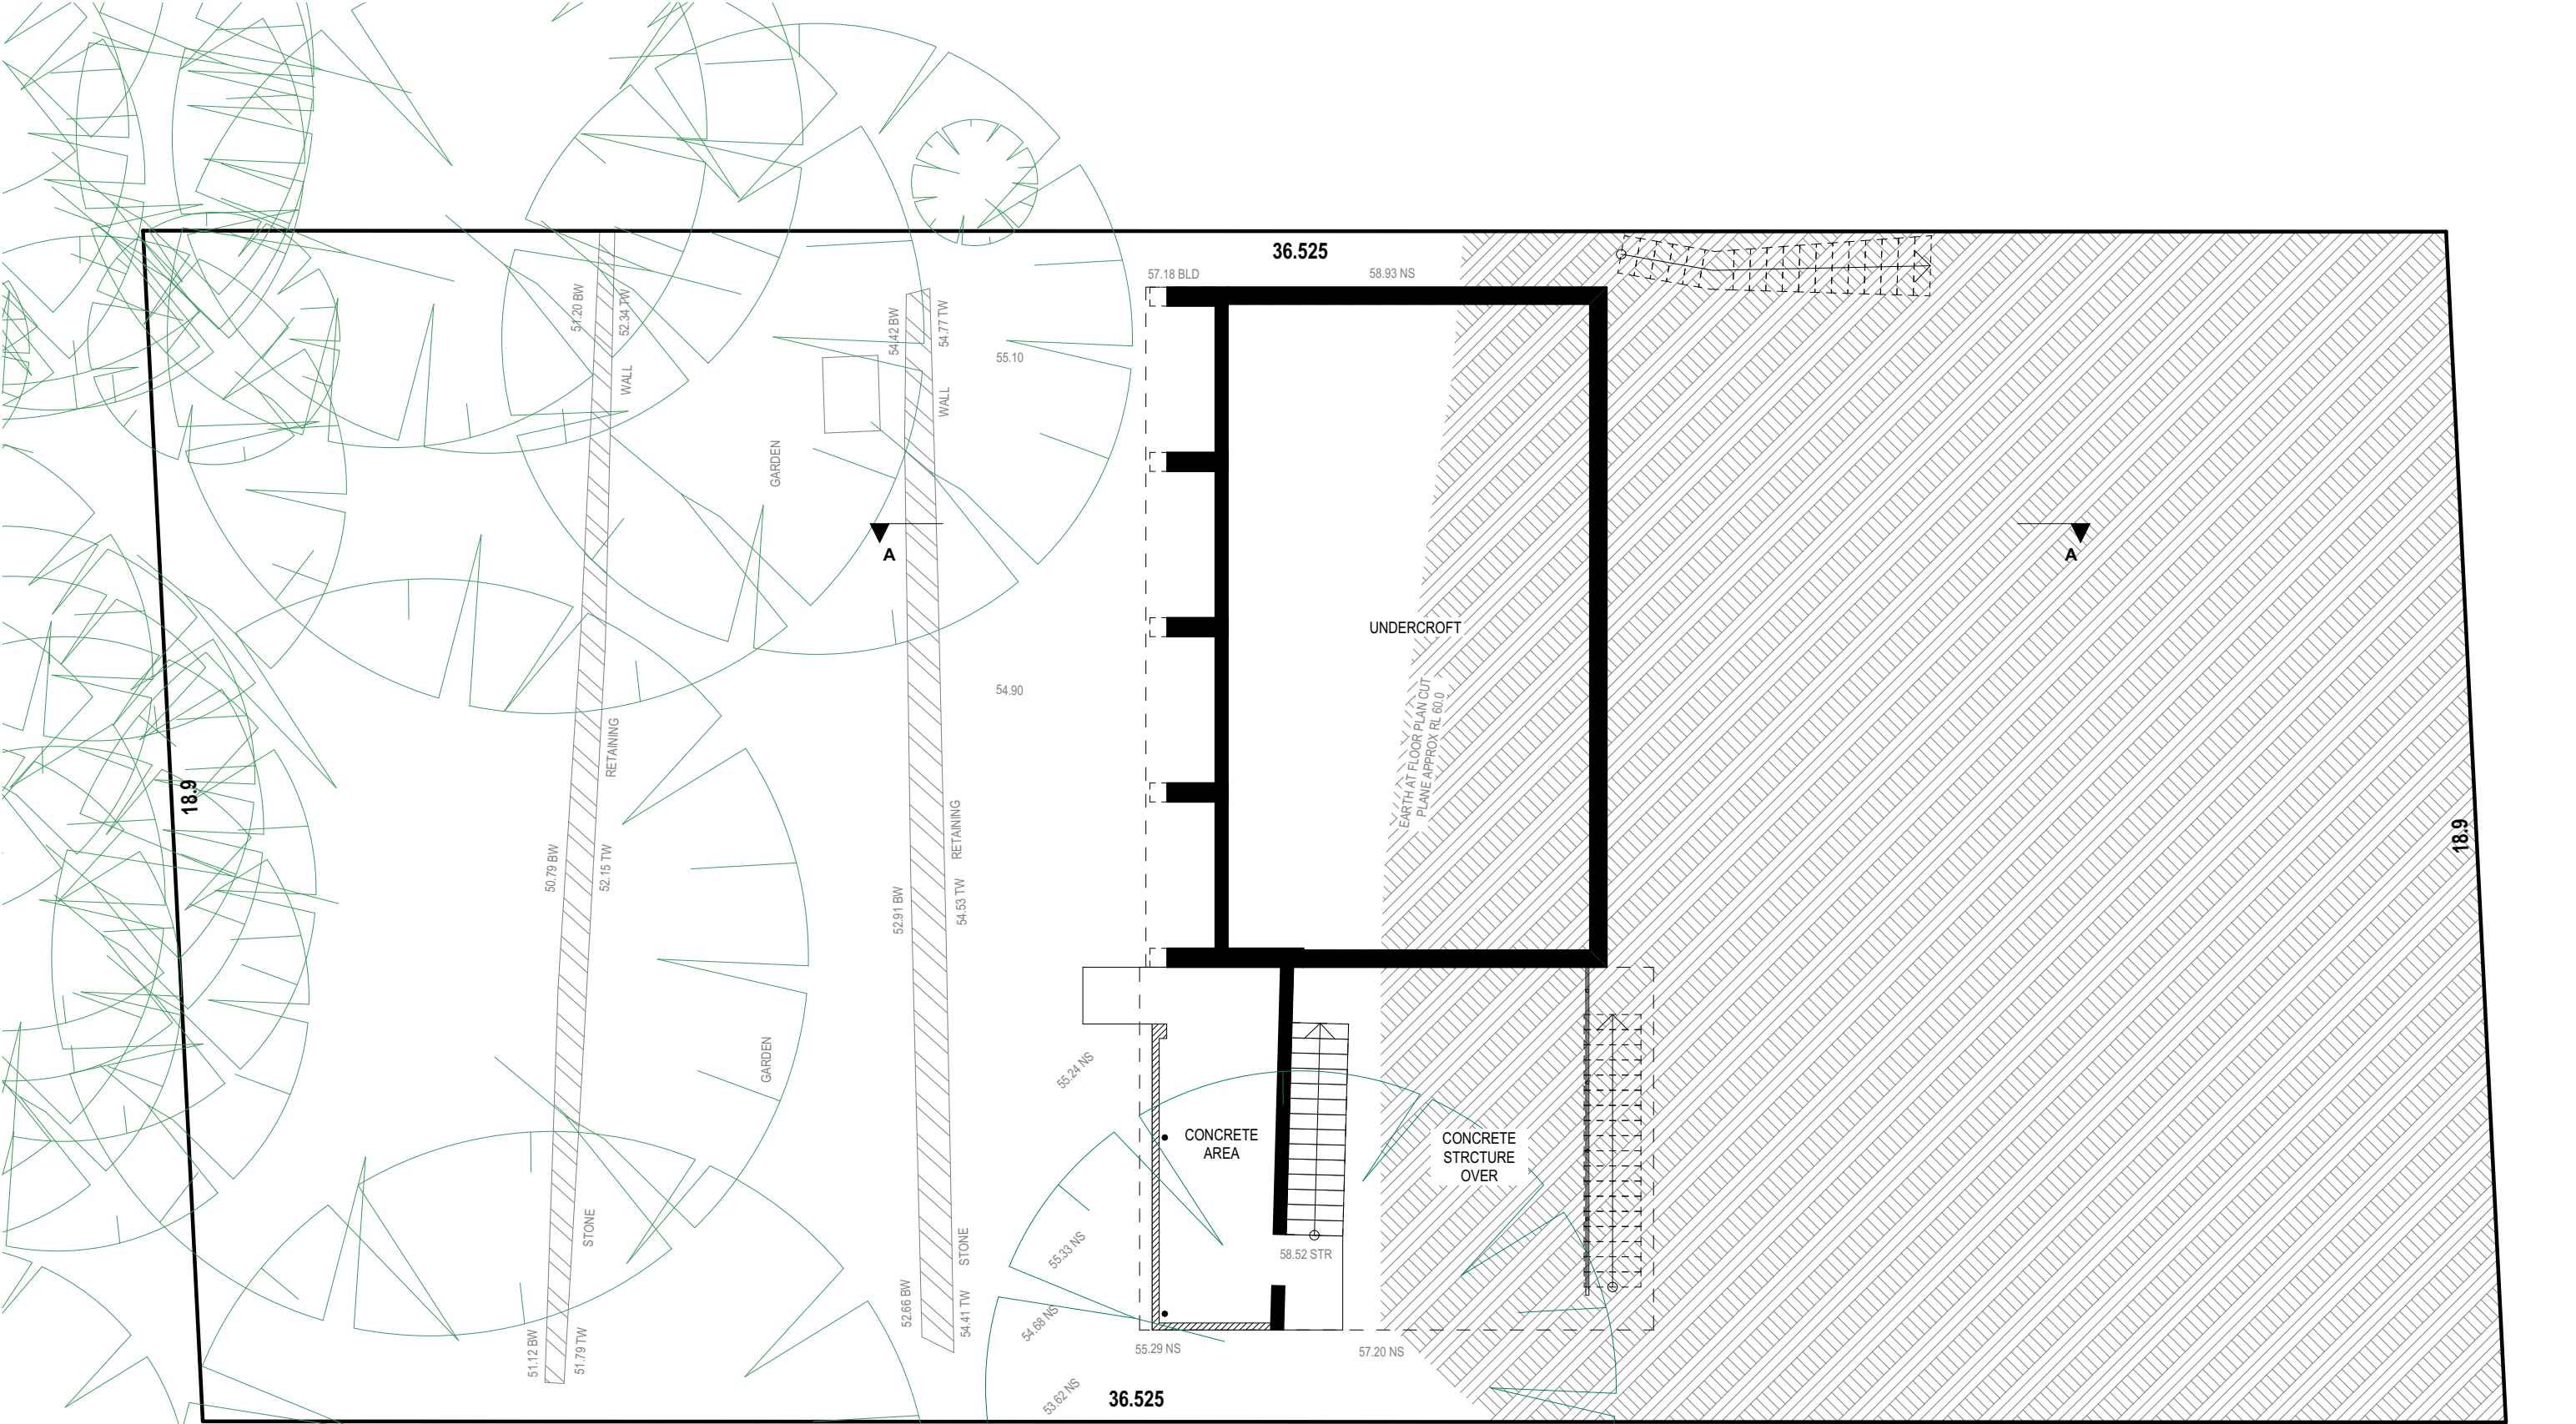 36.525
57.18 BLD
58.93 NS
51.20 BW
52.34 TW
WALL
54.42 BW
54.77 TW
WALL
55.10
GARDEN
A
A
UNDERCROFT
54.90
EARTH AT FLOOR PLAN CUT
PLANE APPROX RL 60.0
RETAINING
18.9
18.9
50.79 BW
52.15 TW
RETAINING
52.91 BW
54.53 TW
GARDEN
55.24 NS
CONCRETE
AREA
CONCRETE
STRCTURE
OVER
STONE
STONE
55.33 NS
58.52 STR
52.66 BW
54.41 TW
54.68 NS
51.12 BW
51.79 TW
55.29 NS
57.20 NS
53.62 NS
36.525